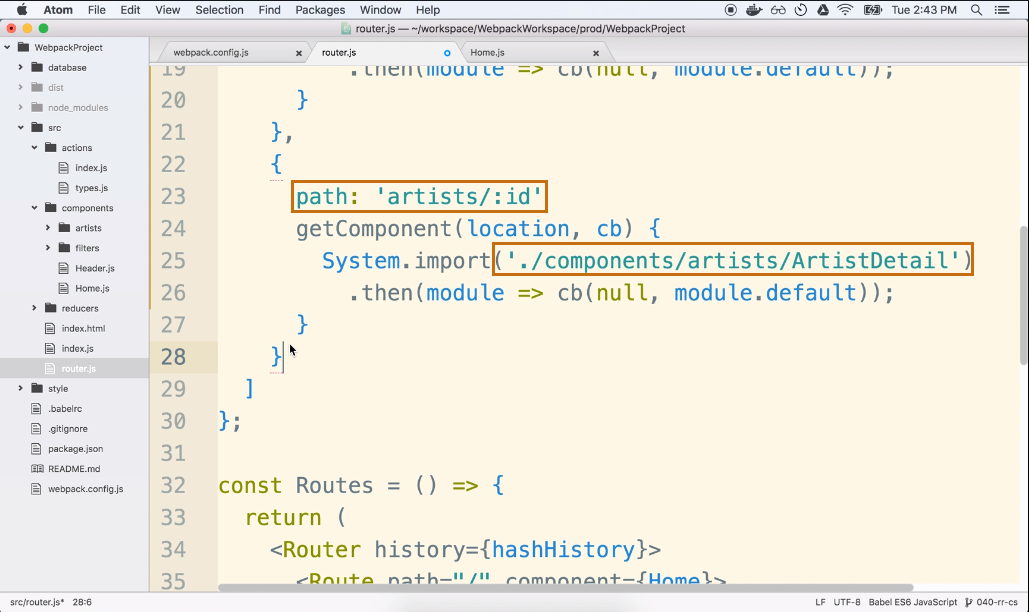 Atom File Edit View Selection Find Packages Window Help Tue 2:43 PM
router.js — ~/workspace/WebpackWorkspace/prod/WebpackProject
WebpackProject
database
dist
node_modules
src
actions
index.js
types.js
components
artists
filters
Header.js
Home.js
reducers
index.html
index.js
router.js
style
.babelrc
.gitignore
package.json
README.md
webpack.config.js
webpack.config.js router.js Home.js
19 .then(module => cb(null, module.default));
20 }
21 },
22 {
23 path: 'artists/:id'
24 getComponent(location, cb) {
25 System.import('./components/artists/ArtistDetail')
26 .then(module => cb(null, module.default));
27 }
28 }
29 ]
30 };
31
32 const Routes = () => {
33 return (
34 <Router history={hashHistory}>
35 <Route path="/" component={Home}>
src/router.js* 28:6 LF UTF-8 Babel ES6 JavaScript 040-rr-cs